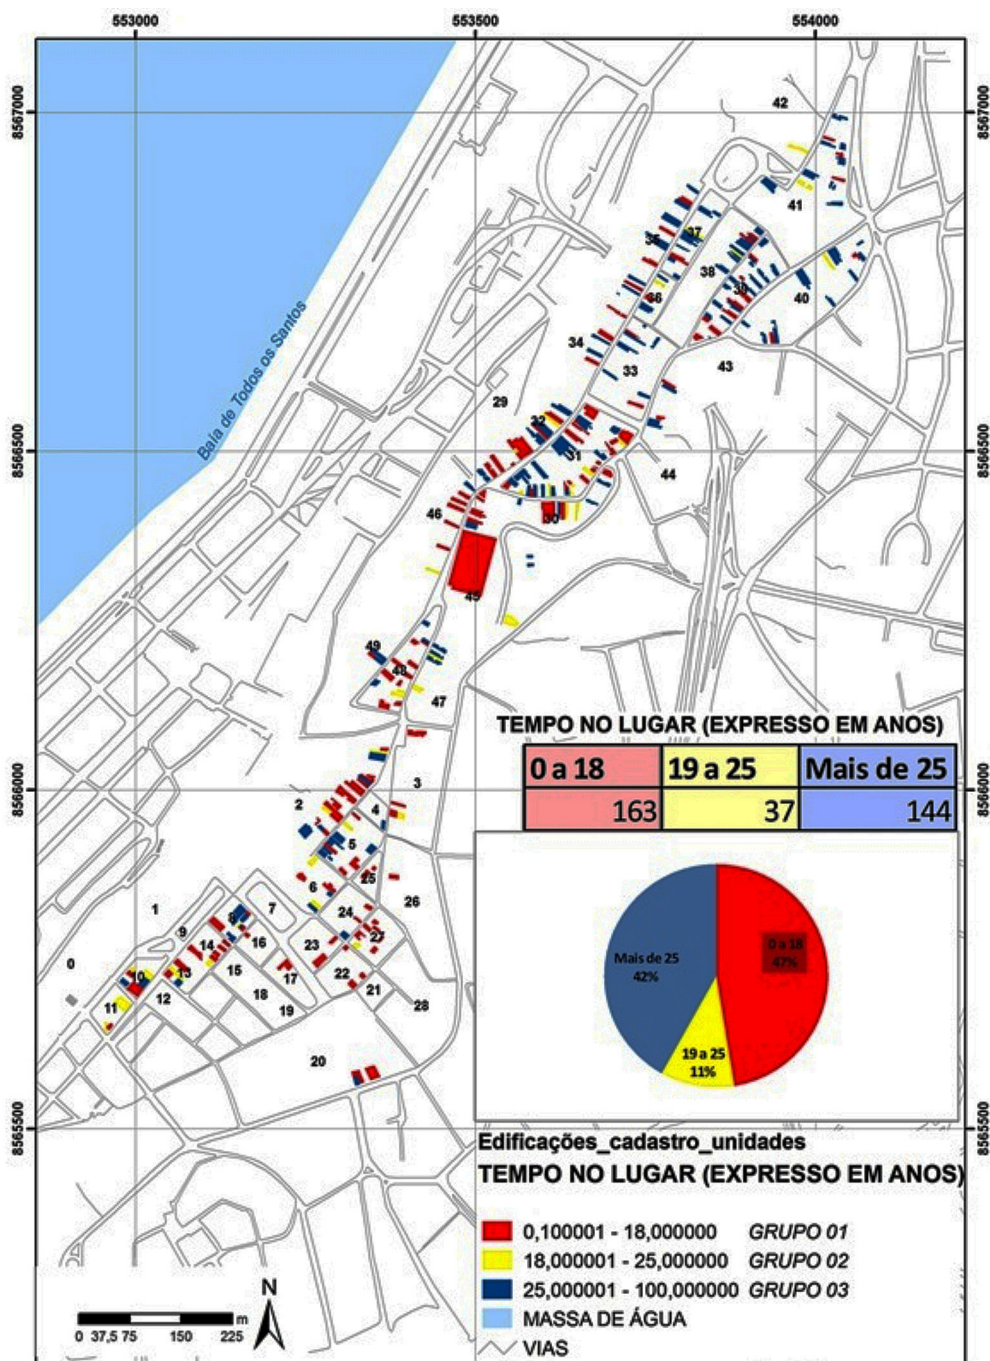 553000 553500 554000
8567000 8567000
42
41
35 37
38
39
36 40
34
33 43
29
Baía de Todos os Santos
32
31
8566500 8566500
44
46
30
45
49
48
47
TEMPO NO LUGAR (EXPRESSO EM ANOS)
0 a 18 19 a 25 Mais de 25
163 37 144
8566000 8566000
3
2 4
5
25
6
26
1 7
8 24
9
27
14 16 23
0
10 13 15 17 22
11 12 18 21
19 28
20
0 a 18
47%
Mais de 25
42%
19 a 25
11%
8565500 8565500
Edificações_cadastro_unidades
TEMPO NO LUGAR (EXPRESSO EM ANOS)
0,100001 - 18,000000 GRUPO 01
18,000001 - 25,000000 GRUPO 02
25,000001 - 100,000000 GRUPO 03
MASSA DE ÁGUA
VIAS
N
m
0 37,5 75 150 225